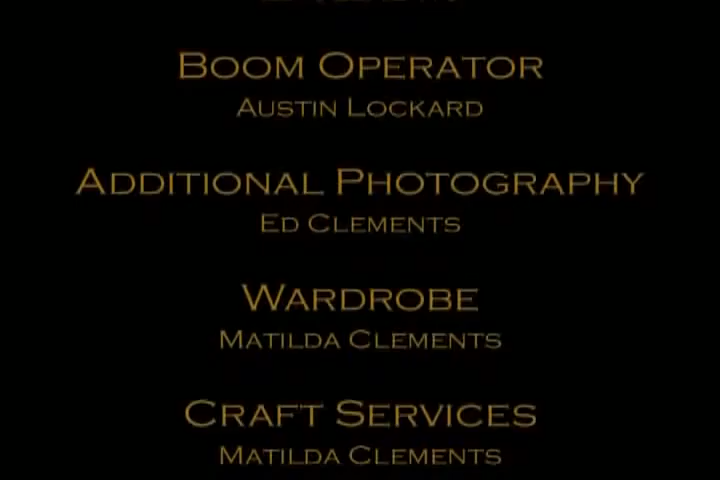 Boom Operator
Austin Lockard
Additional Photography
Ed Clements
Wardrobe
Matilda Clements
Craft Services
Matilda Clements